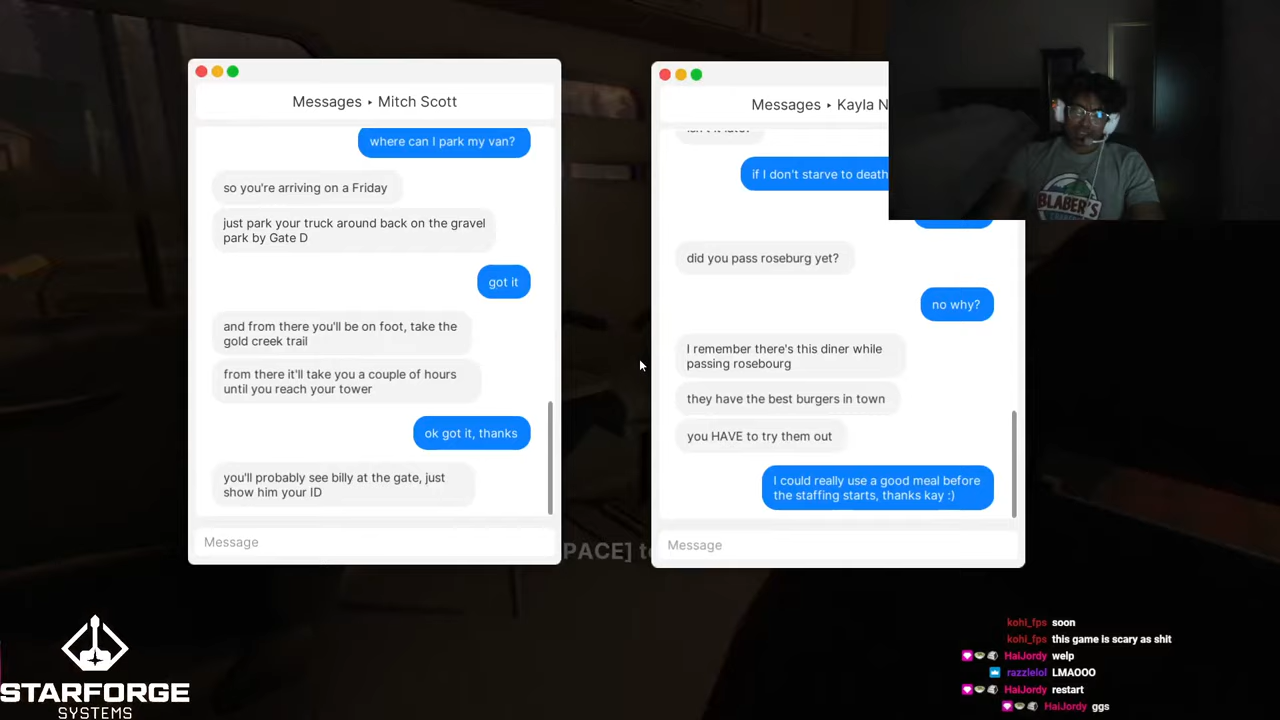 Messages ▸ Mitch Scott
where can I park my van?
so you're arriving on a Friday
just park your truck around back on the gravel
park by Gate D
got it
and from there you'll be on foot, take the
gold creek trail
from there it'll take you a couple of hours
until you reach your tower
ok got it, thanks
you'll probably see billy at the gate, just
show him your ID
Message
Messages ▸ Kayla N
if I don't starve to death
did you pass roseburg yet?
no why?
I remember there's this diner while
passing rosebourg
they have the best burgers in town
you HAVE to try them out
I could really use a good meal before
the staffing starts, thanks kay :)
Message
PACE] t
BLABER'S
STARFORGE
SYSTEMS
kohi_fps soon
kohi_fps this game is scary as shit
HaiJordy welp
razzlelol LMAOOO
HaiJordy restart
HaiJordy ggs